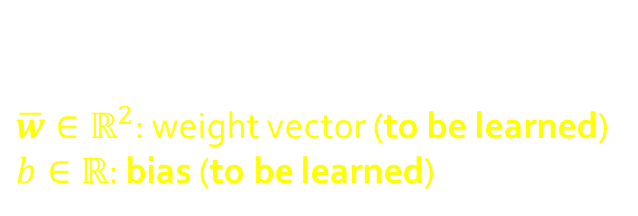 w̅ ∈ ℝ²: weight vector (to be learned)
b ∈ ℝ: bias (to be learned)